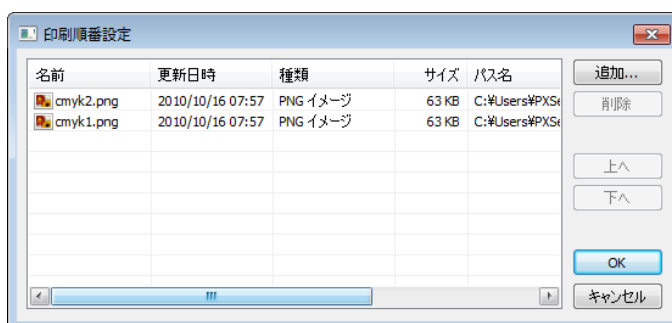 印刷順番設定
名前 更新日時 種類 サイズ パス名
cmyk2.png 2010/10/16 07:57 PNG イメージ 63 KB C:¥Users¥PXSe
cmyk1.png 2010/10/16 07:57 PNG イメージ 63 KB C:¥Users¥PXSe
追加...
削除
上へ
下へ
OK
キャンセル